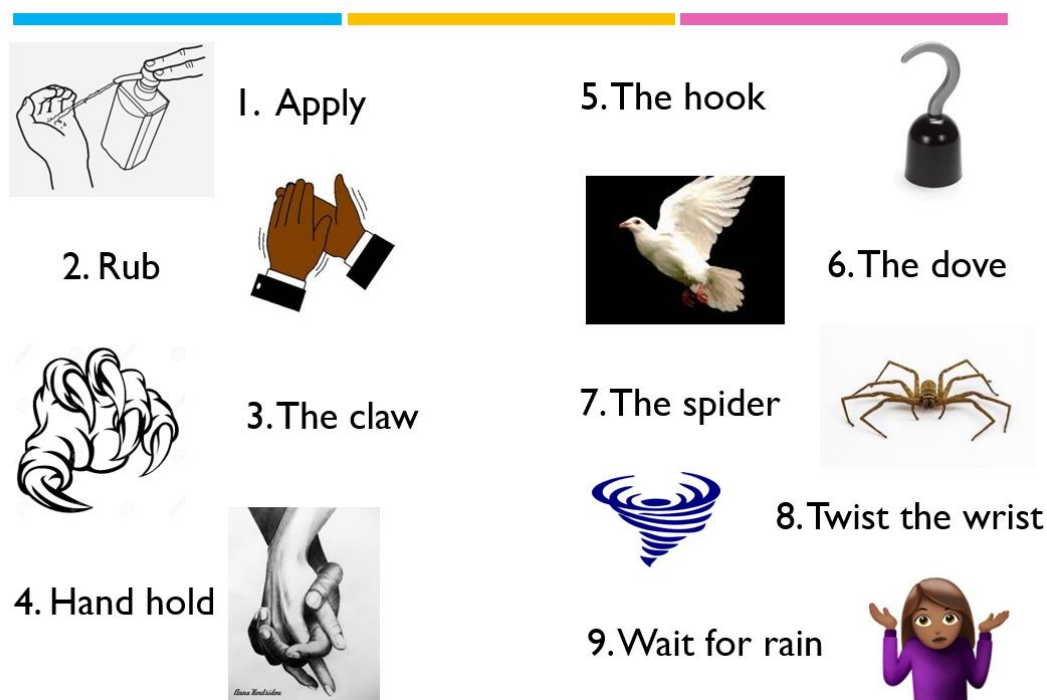 1. Apply
2. Rub
3. The claw
4. Hand hold
5. The hook
6. The dove
7. The spider
8. Twist the wrist
9. Wait for rain